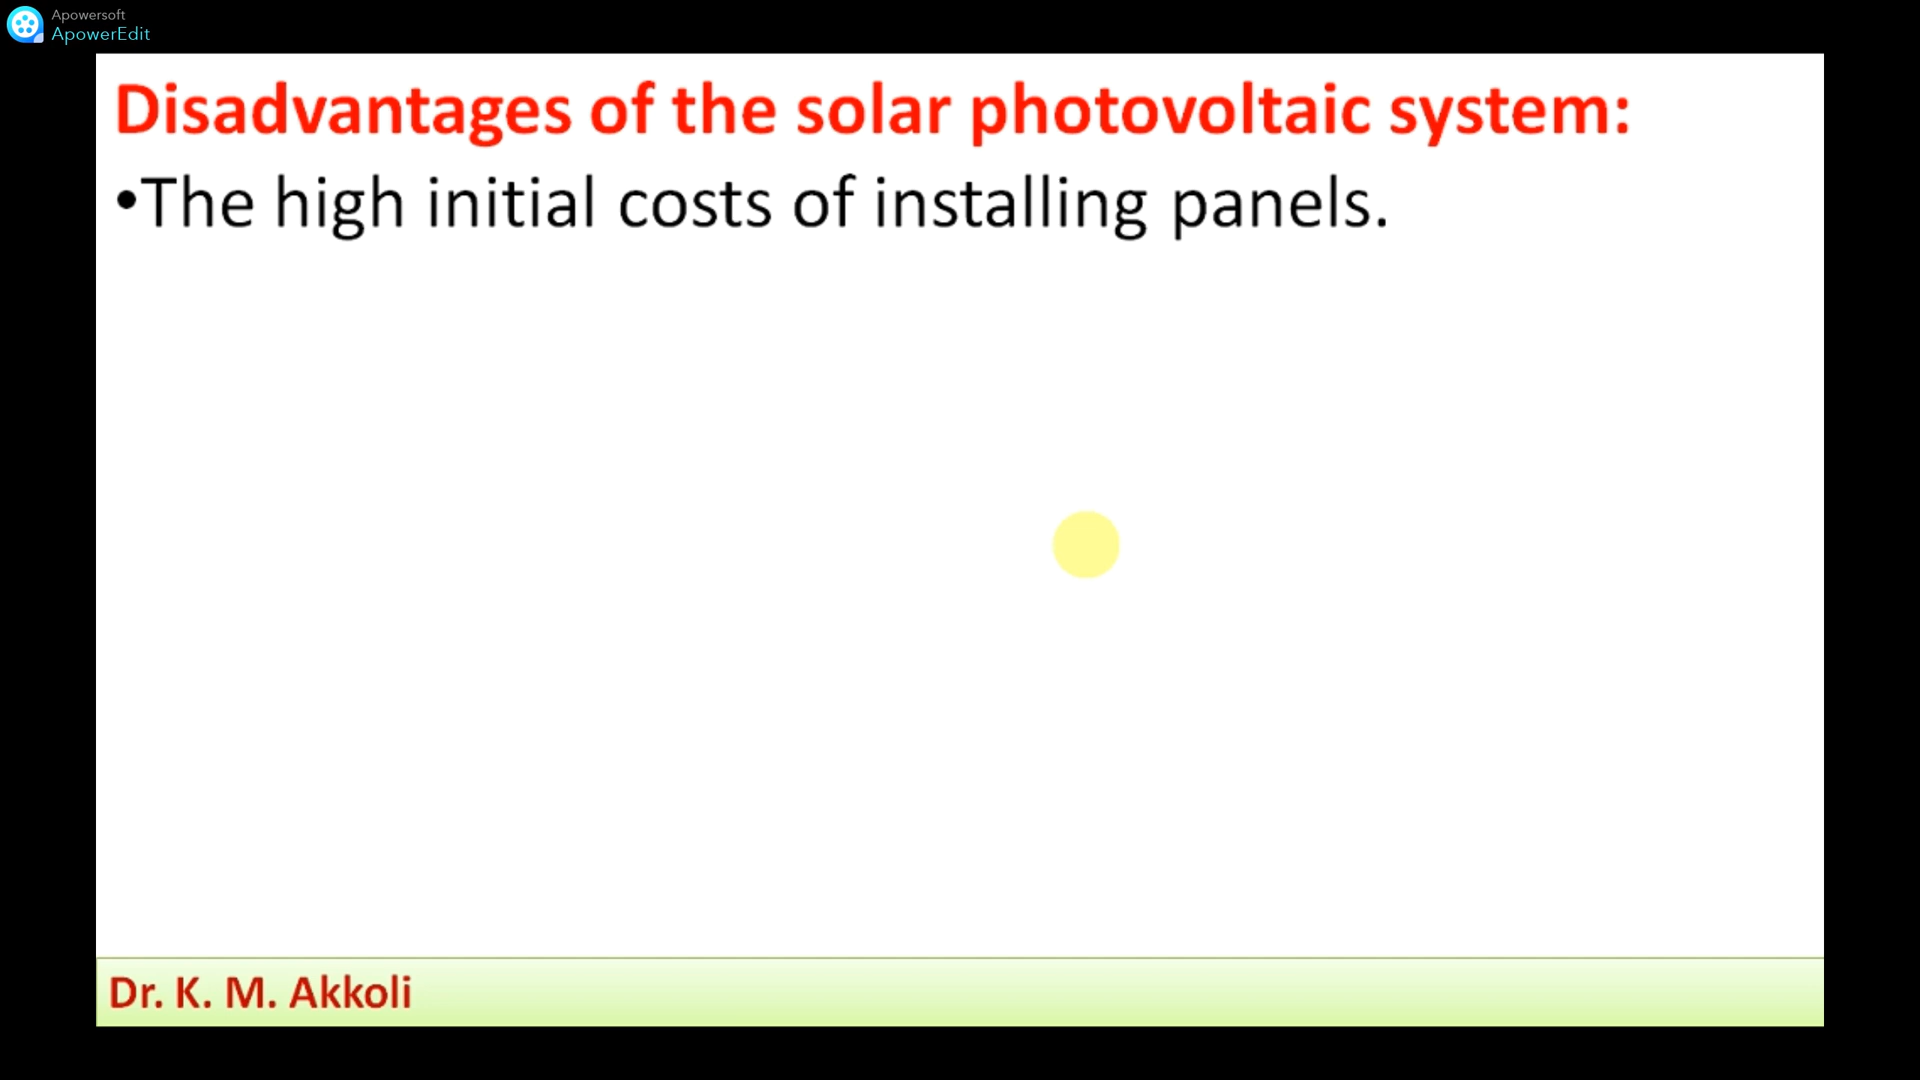 Apowersoft
ApowerEdit
Disadvantages of the solar photovoltaic system:
•The high initial costs of installing panels.
Dr. K. M. Akkoli